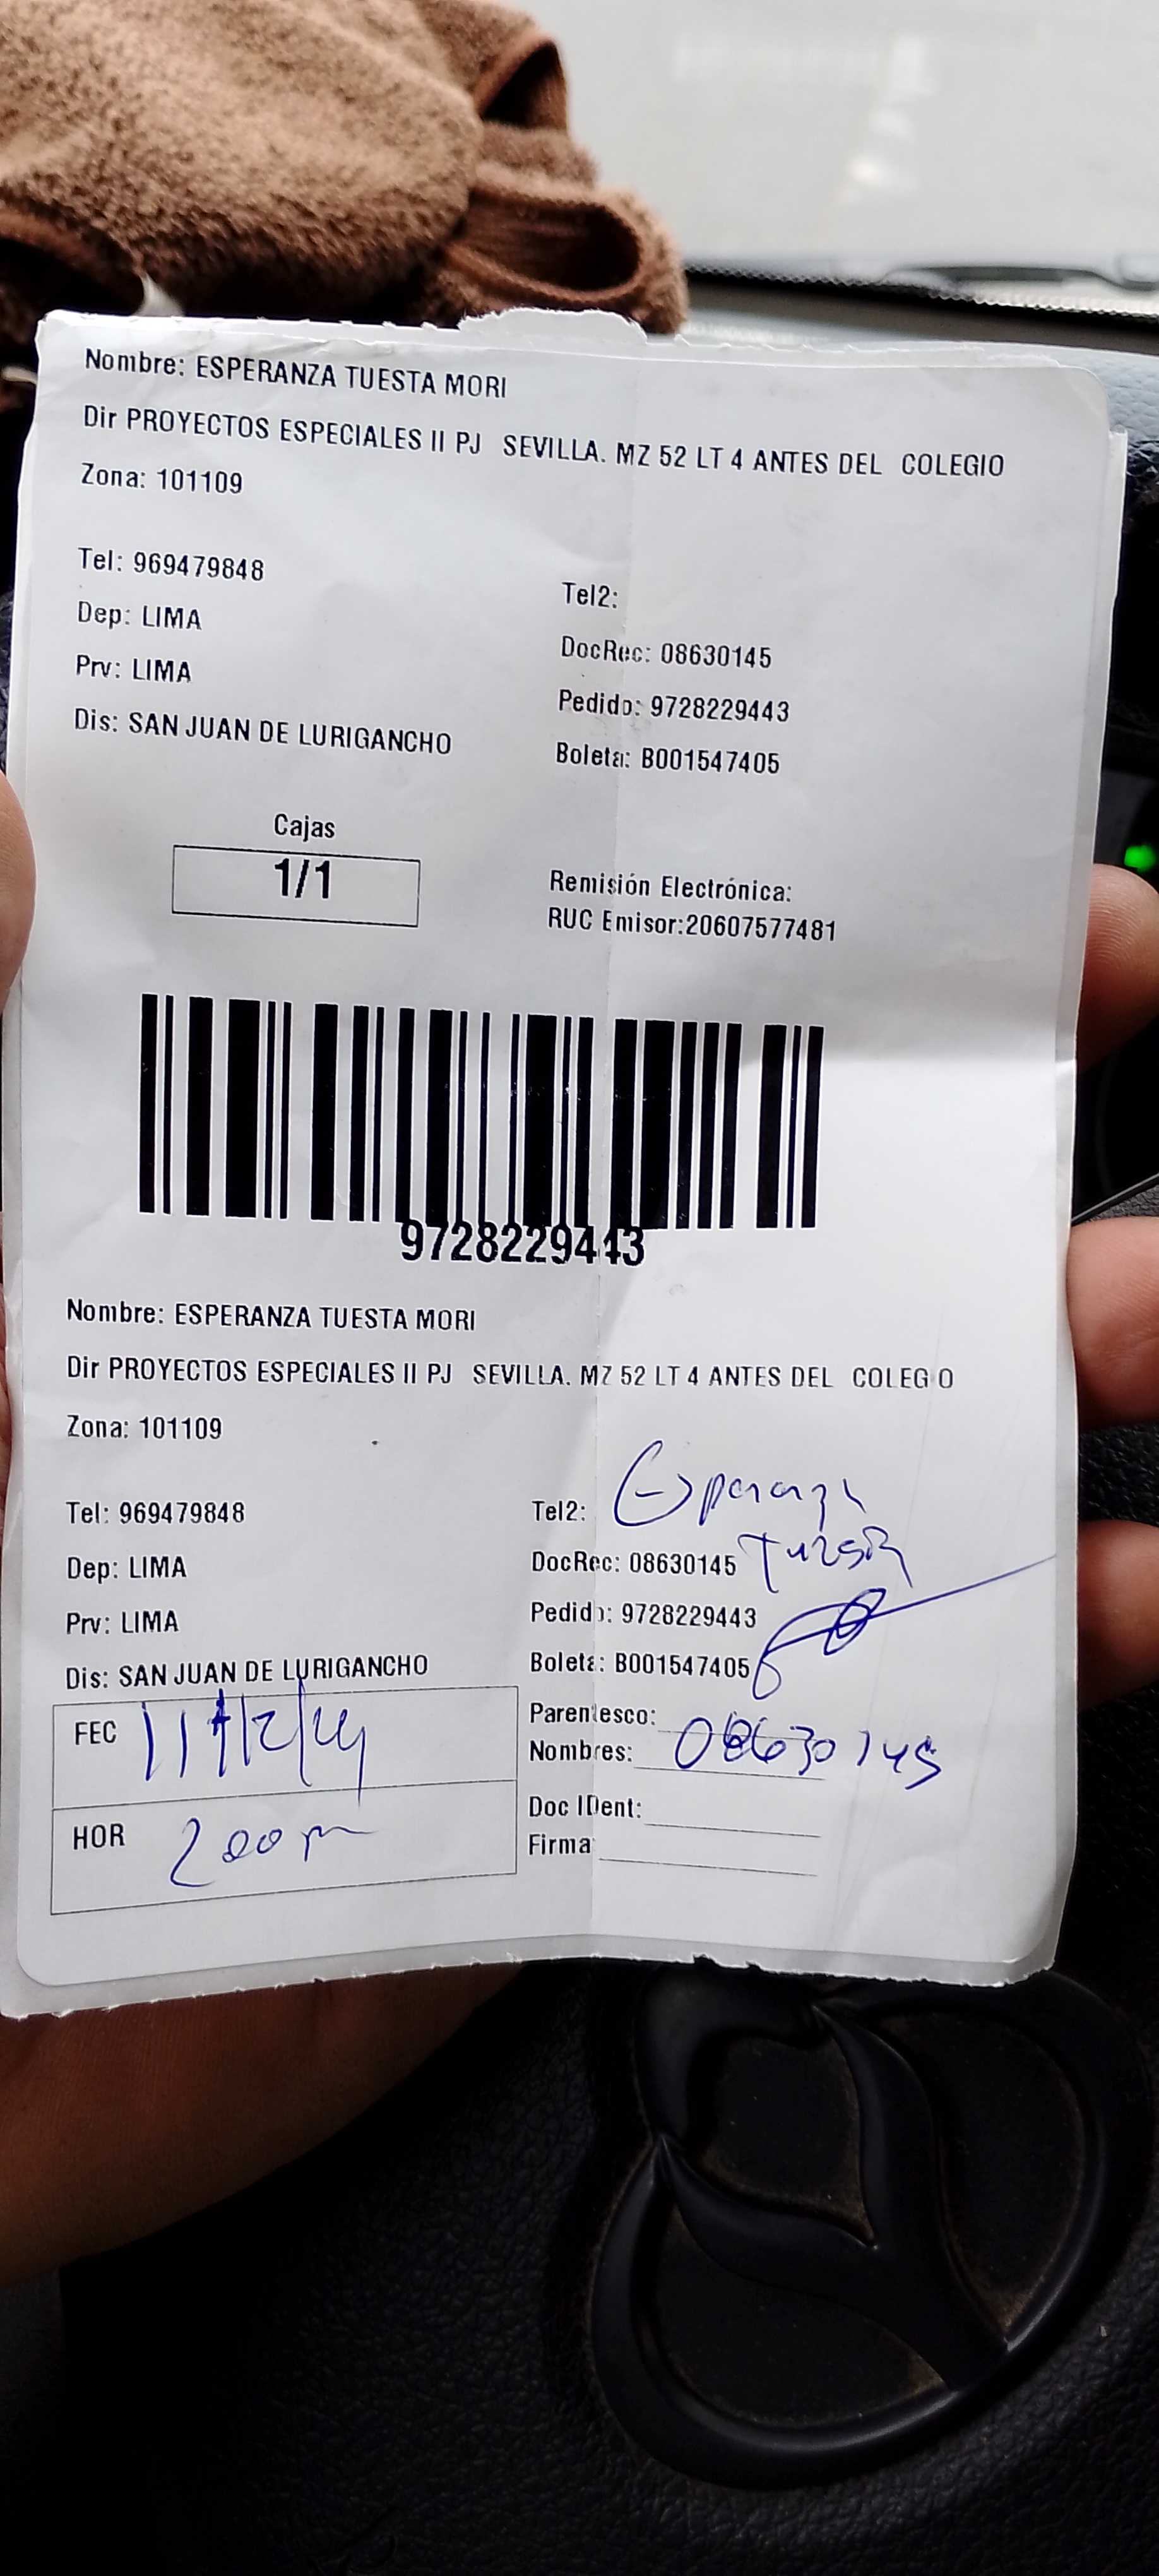 Nombre: ESPERANZA TUESTA MORI
Dir PROYECTOS ESPECIALES II PJ SEVILLA. MZ 52 LT 4 ANTES DEL COLEGIO
Zona: 101109
Tel: 969479848
Tel2:
Dep: LIMA
DocRec: 08630145
Prv: LIMA
Pedido: 9728229443
Dis: SAN JUAN DE LURIGANCHO
Boleta: B001547405
Cajas
1/1
Remisión Electrónica:
RUC Emisor:20607577481
9728229443
Nombre: ESPERANZA TUESTA MORI
Dir PROYECTOS ESPECIALES II PJ SEVILLA. MZ 52 LT 4 ANTES DEL COLEGIO
Zona: 101109
Tel: 969479848
Tel2: Esperanza
Tuesta
Dep: LIMA
DocRec: 08630145
Prv: LIMA
Pedido: 9728229443
Dis: SAN JUAN DE LURIGANCHO
Boleta: B001547405
FEC
Parentesco:
Nombres: 08630145
HOR 200 pm
Doc IDent:
Firma